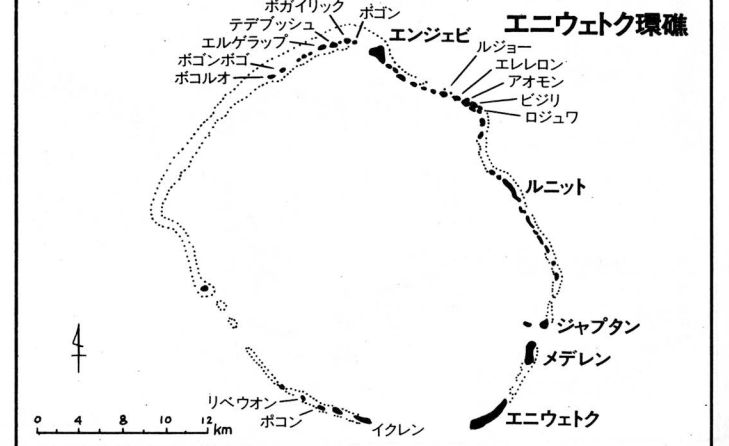 エニウェトク環礁
ボガイリック
ボゴン
テデブッシュ
エルゲラップ
ボゴンボゴ
ボコルオ
エンジェビ
ルジョー
エレレロン
アオモン
ビジリ
ロジュワ
ルニット
ジャプタン
メデレン
エニウェトク
リベウオン
ポコン
イクレン
0 4 8 10 12 km